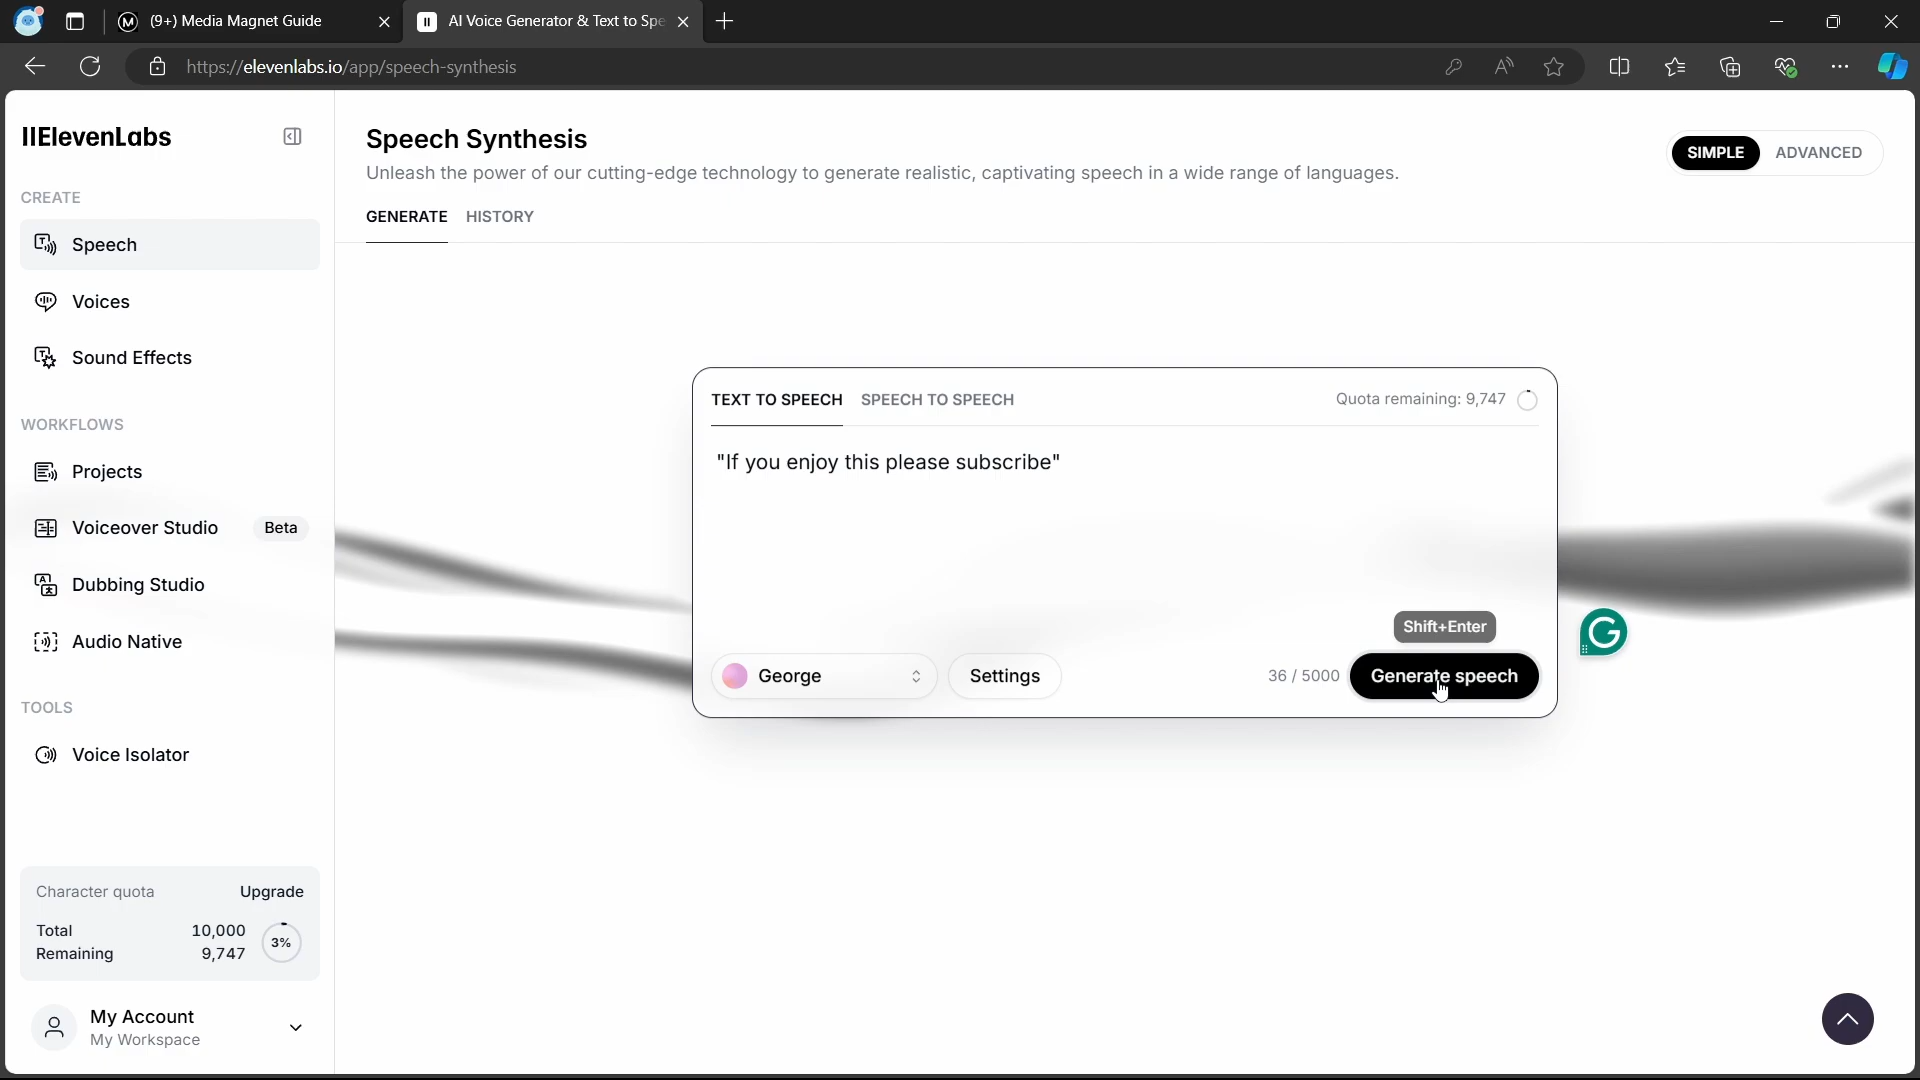 (9+) Media Magnet Guide
AI Voice Generator & Text to Spe
https://elevenlabs.io/app/speech-synthesis
IIElevenLabs
CREATE
Speech
Voices
Sound Effects
WORKFLOWS
Projects
Voiceover Studio Beta
Dubbing Studio
Audio Native
TOOLS
Voice Isolator
Character quota Upgrade
Total 10,000
Remaining 9,747
3%
My Account
My Workspace
Speech Synthesis
Unleash the power of our cutting-edge technology to generate realistic, captivating speech in a wide range of languages.
SIMPLE ADVANCED
GENERATE HISTORY
TEXT TO SPEECH SPEECH TO SPEECH Quota remaining: 9,747
"If you enjoy this please subscribe"
Shift+Enter
George Settings 36 / 5000 Generate speech